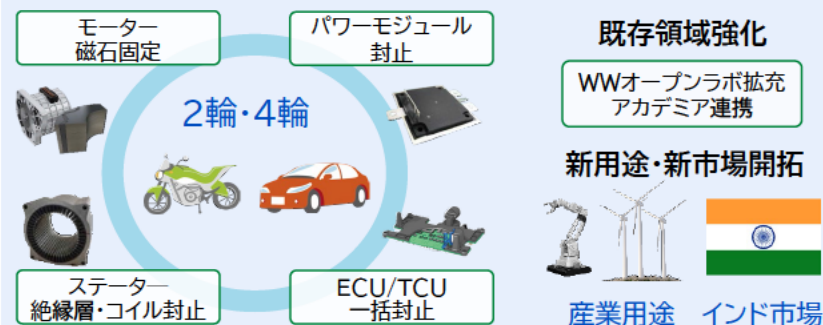 モーター
磁石固定
パワーモジュール
封止
2輪・4輪
ステーター
絶縁層・コイル封止
ECU/TCU
一括封止
既存領域強化
WWオープンラボ拡充
アカデミア連携
新用途・新市場開拓
産業用途
インド市場